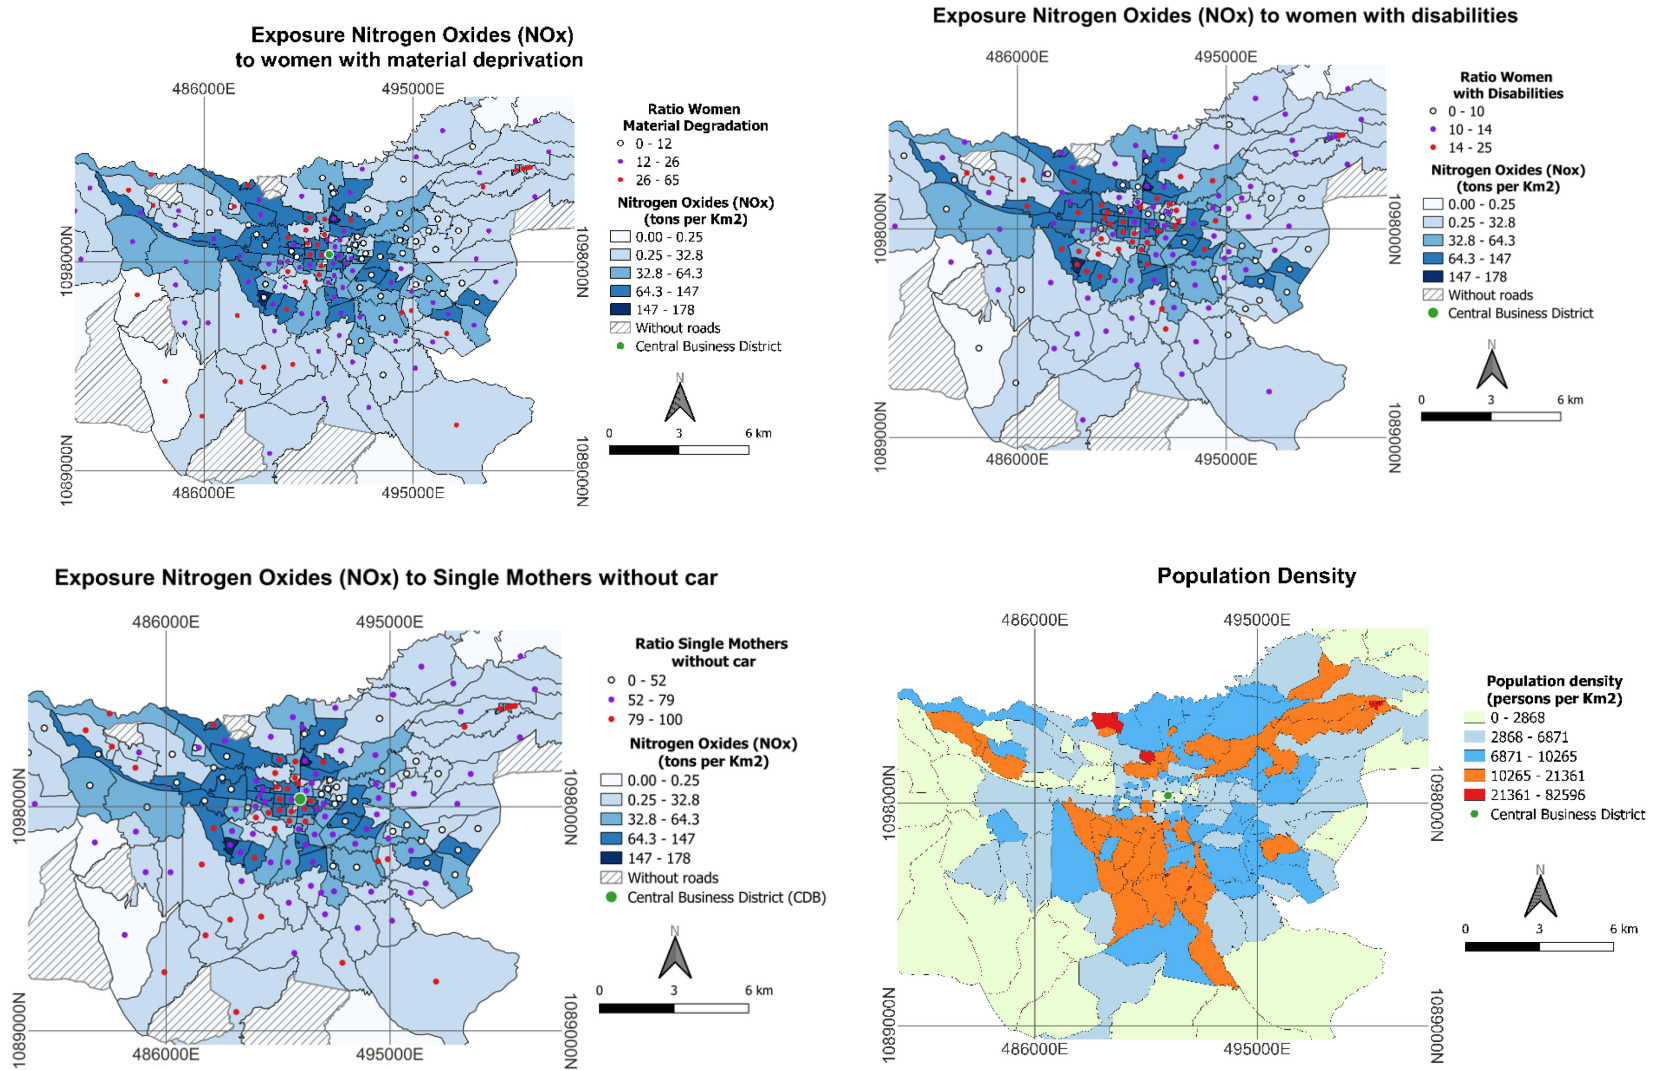 Exposure Nitrogen Oxides (NOx)
to women with material deprivation
486000E
495000E
1098000N
1098000N
1089000N
1089000N
486000E
495000E
Ratio Women
Material Degradation
0 - 12
12 - 26
26 - 65
Nitrogen Oxides (NOx)
(tons per Km2)
0.00 - 0.25
0.25 - 32.8
32.8 - 64.3
64.3 - 147
147 - 178
Without roads
Central Business District
N
0 3 6 km
Exposure Nitrogen Oxides (NOx) to women with disabilities
486000E
495000E
1098000N
1098000N
1089000N
1089000N
486000E
495000E
Ratio Women
with Disabilities
0 - 10
10 - 14
14 - 25
Nitrogen Oxides (Nox)
(tons per Km2)
0.00 - 0.25
0.25 - 32.8
32.8 - 64.3
64.3 - 147
147 - 178
Without roads
Central Business District
N
0 3 6 km
Exposure Nitrogen Oxides (NOx) to Single Mothers without car
486000E
495000E
1098000N
1098000N
1089000N
1089000N
486000E
495000E
Ratio Single Mothers
without car
0 - 52
52 - 79
79 - 100
Nitrogen Oxides (NOx)
(tons per Km2)
0.00 - 0.25
0.25 - 32.8
32.8 - 64.3
64.3 - 147
147 - 178
Without roads
Central Business District (CDB)
N
0 3 6 km
Population Density
486000E
495000E
1098000N
1098000N
1089000N
1089000N
486000E
495000E
Population density
(persons per Km2)
0 - 2868
2868 - 6871
6871 - 10265
10265 - 21361
21361 - 82596
Central Business District
N
0 3 6 km